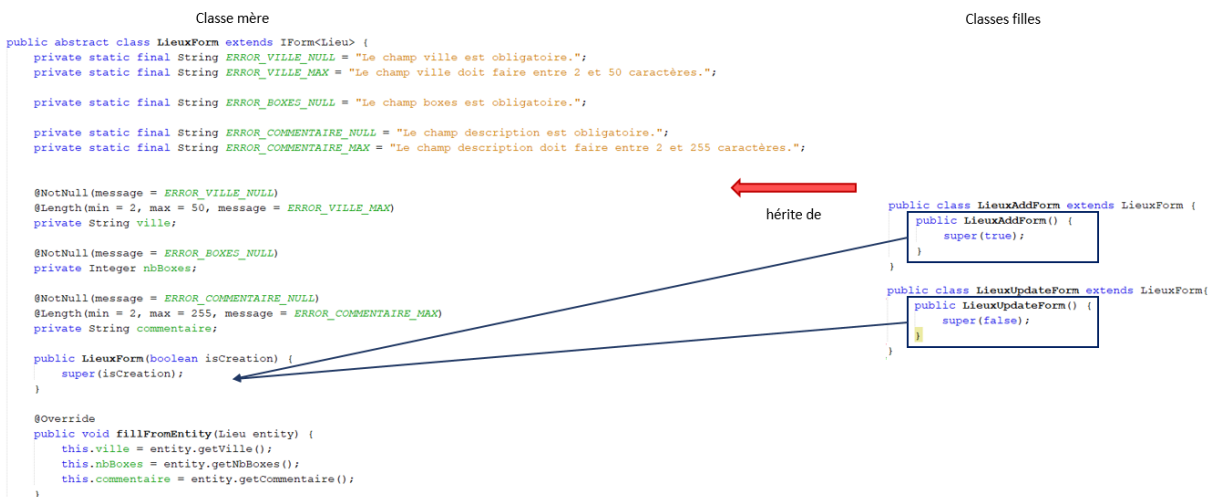 Classe mère
public abstract class LieuxForm extends IForm<Lieu> {
private static final String ERROR_VILLE_NULL = "Le champ ville est obligatoire.";
private static final String ERROR_VILLE_MAX = "Le champ ville doit faire entre 2 et 50 caractères.";
private static final String ERROR_BOXES_NULL = "Le champ boxes est obligatoire.";
private static final String ERROR_COMMENTAIRE_NULL = "Le champ description est obligatoire.";
private static final String ERROR_COMMENTAIRE_MAX = "Le champ description doit faire entre 2 et 255 caractères.";
@NotNull(message = ERROR_VILLE_NULL)
@Length(min = 2, max = 50, message = ERROR_VILLE_MAX)
private String ville;
@NotNull(message = ERROR_BOXES_NULL)
private Integer nbBoxes;
@NotNull(message = ERROR_COMMENTAIRE_NULL)
@Length(min = 2, max = 255, message = ERROR_COMMENTAIRE_MAX)
private String commentaire;
public LieuxForm(boolean isCreation) {
super(isCreation);
}
@Override
public void fillFromEntity(Lieu entity) {
this.ville = entity.getVille();
this.nbBoxes = entity.getNbBoxes();
this.commentaire = entity.getCommentaire();
}
hérite de
Classes filles
public class LieuxAddForm extends LieuxForm {
public LieuxAddForm() {
super(true);
}
}
public class LieuxUpdateForm extends LieuxForm{
public LieuxUpdateForm() {
super(false);
}
}